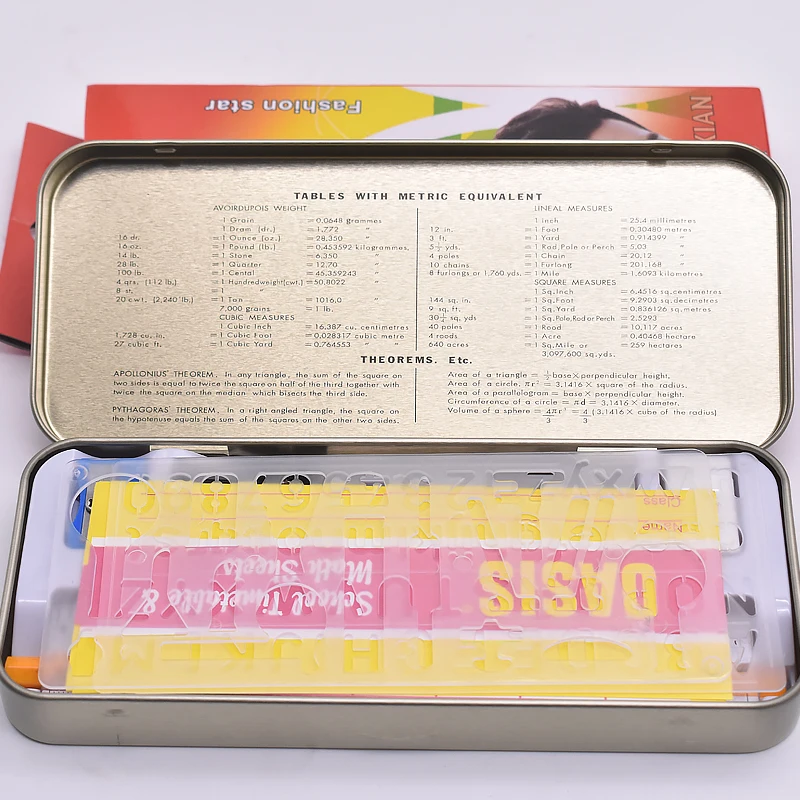 Fashion star
XIAN
TABLES WITH METRIC EQUIVALENT
AVOIRDUPOIS WEIGHT
1 Grain = 0.0648 grammes
1 Dram (dr.) = 1.772 "
16 dr. = 1 Ounce (oz.) = 28.350 "
16 oz. = 1 Pound (lb.) = 0.453592 kilogrammes,
14 lb. = 1 Stone = 6.350 "
28 lb. = 1 Quarter = 12.70 "
100 lb. = 1 Cental = 45.359243
4 qrs. (112 lb.) = 1 Hundredweight(cwt.) = 50.8022 "
8 st. = 1 "
20 cwt. (2,240 lb.) = 1 Ton = 1016.0 "
7,000 grains = 1 lb.
CUBIC MEASURES
1 Cubic Inch = 16.387 cu. centimetres
1,728 cu. in. = 1 Cubic Foot = 0.028317 cubic metre
27 cubic ft. = 1 Cubic Yard = 0.764553 " "
LINEAL MEASURES
1 Inch = 25.4 millimetres
12 in. = 1 Foot = 0.30480 metres
3 ft. = 1 Yard = 0.914399 "
5½ yds. = 1 Rad, Pole or Perch = 5.03 "
4 poles = 1 Chain = 20.12 "
10 chains = 1 Furlong = 201.168 "
8 furlongs or 1,760 yds. = 1 Mile = 1.6093 kilometres
SQUARE MEASURES
1 Sq. Inch = 6.4516 sq. centimetres
144 sq. in. = 1 Sq. Foot = 9.2903 sq. decimetres
9 sq. ft. = 1 Sq. Yard = 0.836126 sq. metres
30¼ sq. yds = 1 Sq. Pole, Rod or Perch = 2.5293
40 poles = 1 Rood = 10,117 acres
4 roods = 1 Acre = 0.40468 hectare
640 acres = 1 Sq. Mile or = 259 hectares
3,097,600 sq. yds.
THEOREMS. Etc.
APOLLONIUS' THEOREM. In any triangle, the sum of the square on
two sides is equal to twice the square on half of the third together with
twice the square on the median which bisects the third side.
PYTHAGORAS' THEOREM. In a right angled triangle, the square on
the hypotenuse equals the sum of the squares on the other two sides.
Area of a triangle = ½ base × perpendicular height.
Area of a circle, πr² = 3.1416 × square of the radius.
Area of a parallelogram = base × perpendicular height.
Circumference of a circle = πd = 3.1416 × diameter.
Volume of a sphere = 4πr³/3 = 4/3 (3.1416 × cube of the radius)
Class
Name
OASIS
School Timetable &
Math Sheets